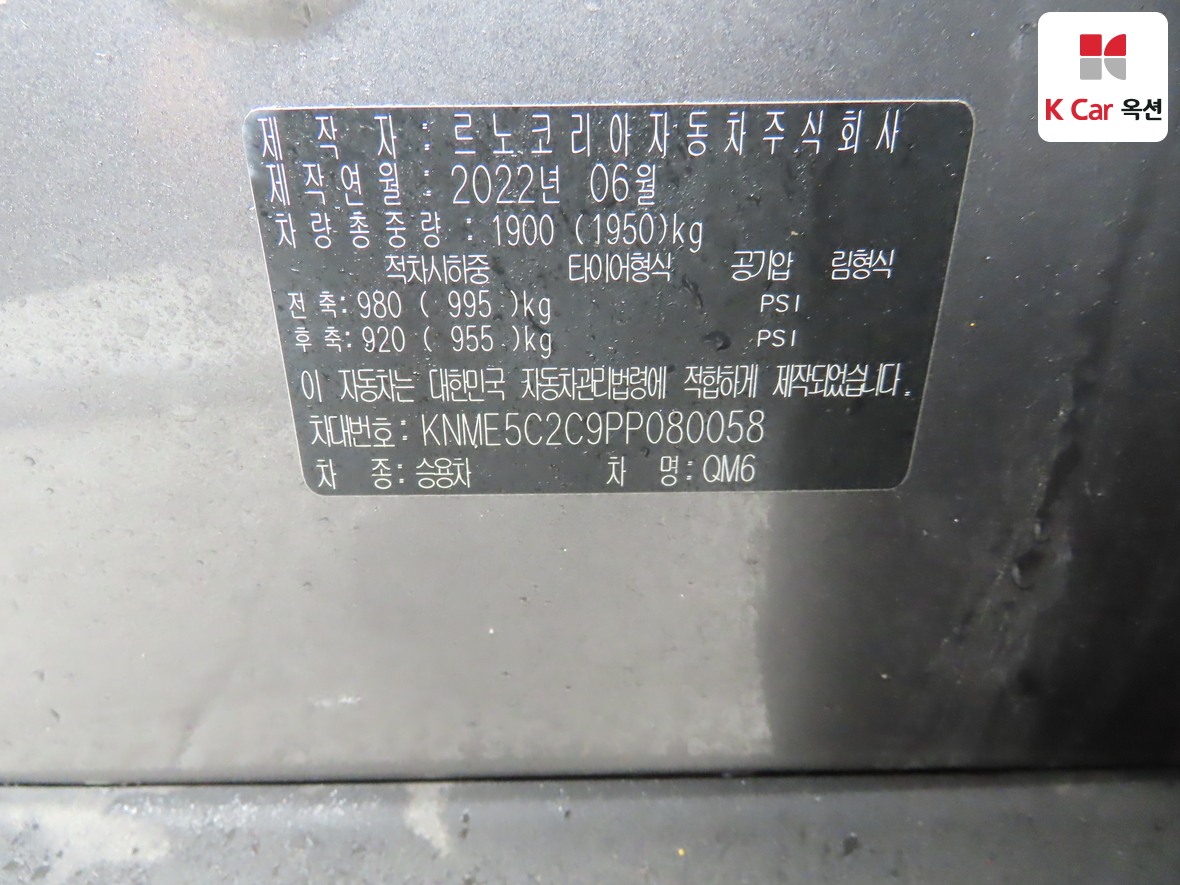 K Car 옥션
제 작 자 : 르노코리아자동차주식회사
제작연월 : 2022년 06월
차량총중량 : 1900 (1950)kg
적차시하중 타이어형식 공기압 림형식
전 축: 980 ( 995 )kg PSI
후 축: 920 ( 955 )kg PSI
이 자동차는 대한민국 자동차관리법령에 적합하게 제작되었습니다.
차대번호: KNME5C2C9PP080058
차 종: 승용차 차 명: QM6